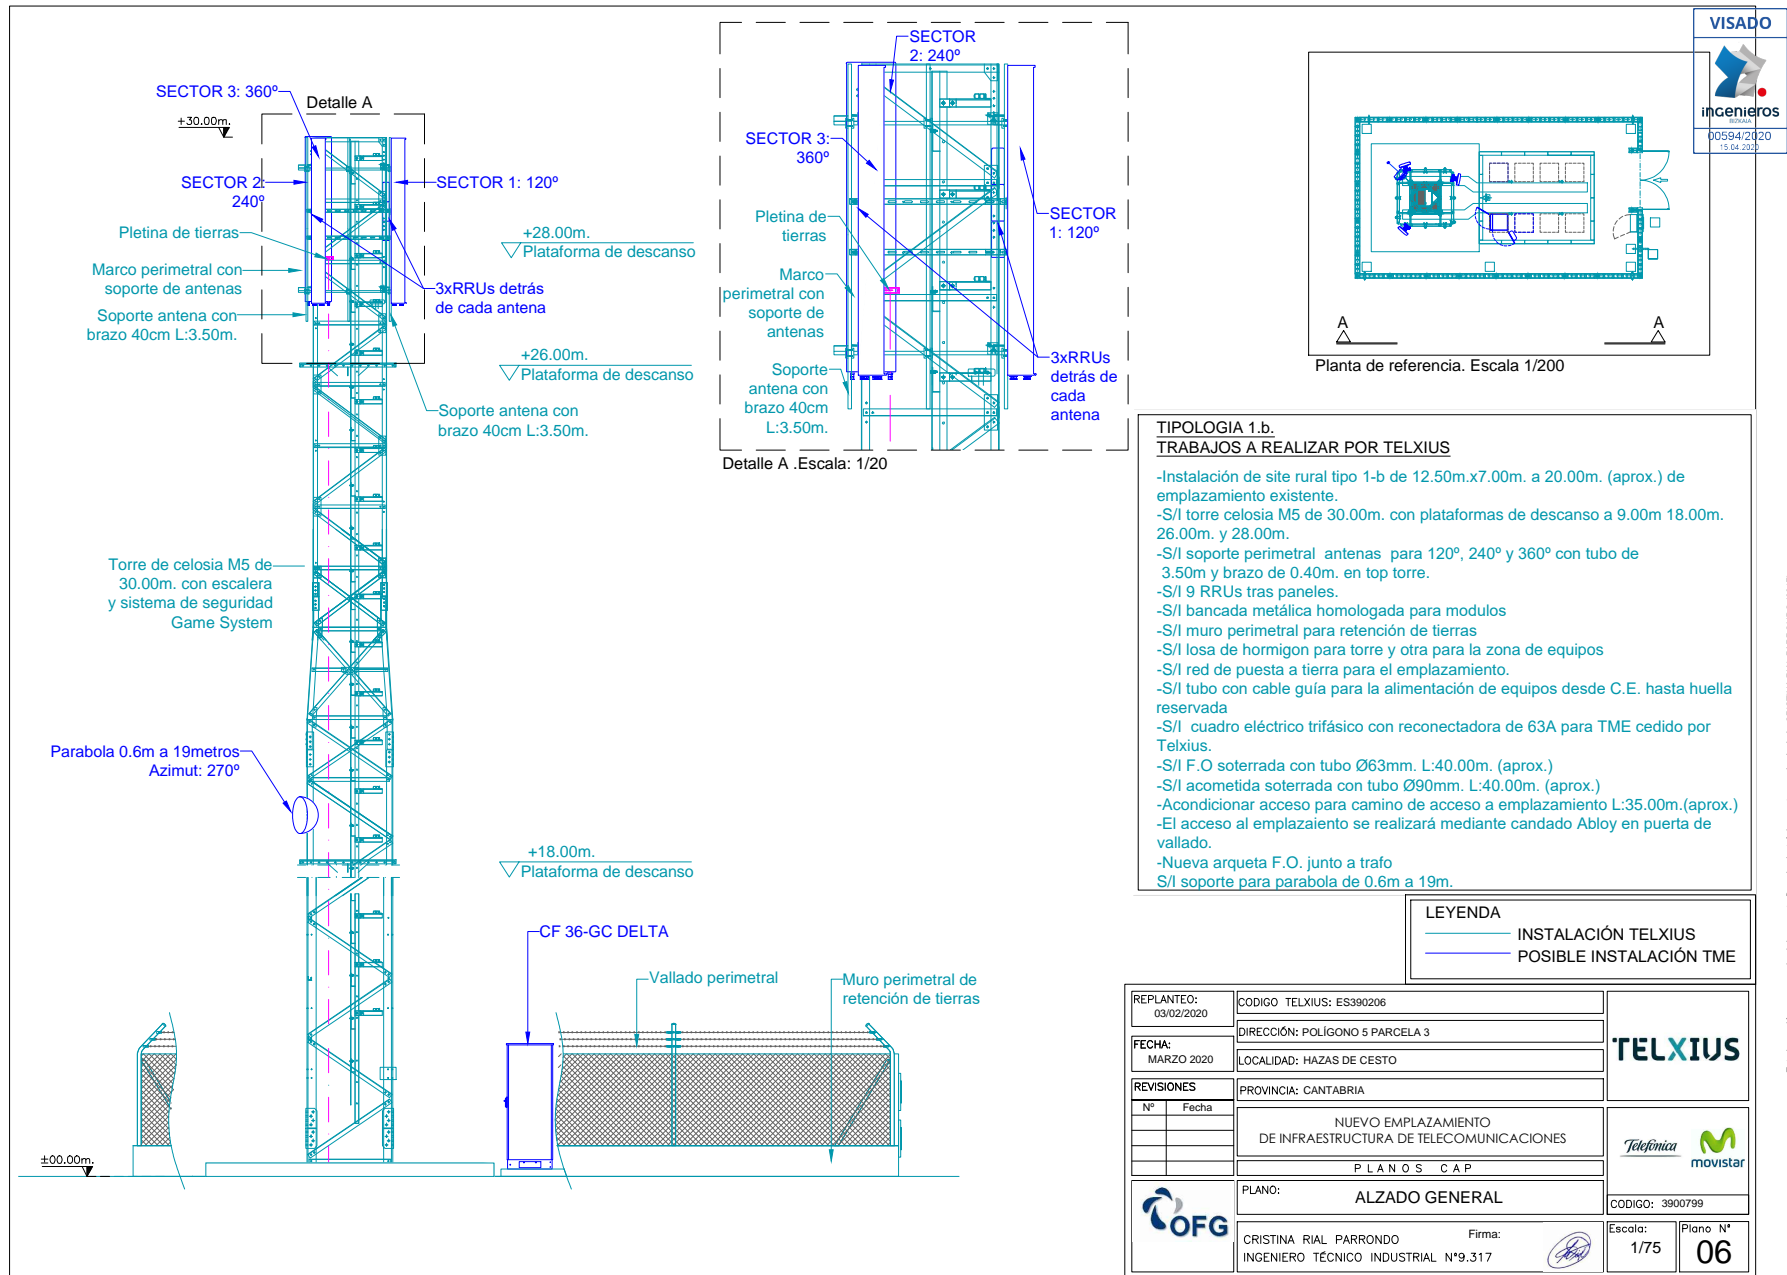 SECTOR 3: 360º
Detalle A
+30.00m.
SECTOR 2:
240º
SECTOR 1: 120º
Pletina de tierras
Marco perimetral con
soporte de antenas
Soporte antena con
brazo 40cm L:3.50m.
3xRRUs detrás
de cada antena
+28.00m.
Plataforma de descanso
+26.00m.
Plataforma de descanso
Soporte antena con
brazo 40cm L:3.50m.
Torre de celosia M5 de
30.00m. con escalera
y sistema de seguridad
Game System
Parabola 0.6m a 19metros
Azimut: 270º
+18.00m.
Plataforma de descanso
CF 36-GC DELTA
Vallado perimetral
Muro perimetral de
retención de tierras
±00.00m.
SECTOR
2: 240º
SECTOR 3:
360º
Pletina de
tierras
SECTOR
1: 120º
Marco
perimetral con
soporte de
antenas
Soporte
antena con
brazo 40cm
L:3.50m.
3xRRUs
detrás de
cada
antena
Detalle A .Escala: 1/20
A
A
Planta de referencia. Escala 1/200
VISADO
ingenieros
BIZKAIA
00594/2020
15.04.2020
TIPOLOGIA 1.b.
TRABAJOS A REALIZAR POR TELXIUS
-Instalación de site rural tipo 1-b de 12.50m.x7.00m. a 20.00m. (aprox.) de
emplazamiento existente.
-S/I torre celosia M5 de 30.00m. con plataformas de descanso a 9.00m 18.00m.
26.00m. y 28.00m.
-S/I soporte perimetral antenas para 120º, 240º y 360º con tubo de
3.50m y brazo de 0.40m. en top torre.
-S/I 9 RRUs tras paneles.
-S/I bancada metálica homologada para modulos
-S/I muro perimetral para retención de tierras
-S/I losa de hormigon para torre y otra para la zona de equipos
-S/I red de puesta a tierra para el emplazamiento.
-S/I tubo con cable guía para la alimentación de equipos desde C.E. hasta huella
reservada
-S/I cuadro eléctrico trifásico con reconectadora de 63A para TME cedido por
Telxius.
-S/I F.O soterrada con tubo Ø63mm. L:40.00m. (aprox.)
-S/I acometida soterrada con tubo Ø90mm. L:40.00m. (aprox.)
-Acondicionar acceso para camino de acceso a emplazamiento L:35.00m.(aprox.)
-El acceso al emplazaiento se realizará mediante candado Abloy en puerta de
vallado.
-Nueva arqueta F.O. junto a trafo
S/I soporte para parabola de 0.6m a 19m.
LEYENDA
INSTALACIÓN TELXIUS
POSIBLE INSTALACIÓN TME
REPLANTEO:
03/02/2020
FECHA:
MARZO 2020
REVISIONES
Nº Fecha
CODIGO TELXIUS: ES390206
DIRECCIÓN: POLÍGONO 5 PARCELA 3
LOCALIDAD: HAZAS DE CESTO
PROVINCIA: CANTABRIA
NUEVO EMPLAZAMIENTO
DE INFRAESTRUCTURA DE TELECOMUNICACIONES
PLANOS CAP
PLANO:
ALZADO GENERAL
CRISTINA RIAL PARRONDO
Firma:
INGENIERO TÉCNICO INDUSTRIAL Nº9.317
OFG
TELXIUS
Telefónica
movistar
CODIGO: 3900799
Escala:
1/75
Plano Nº
06